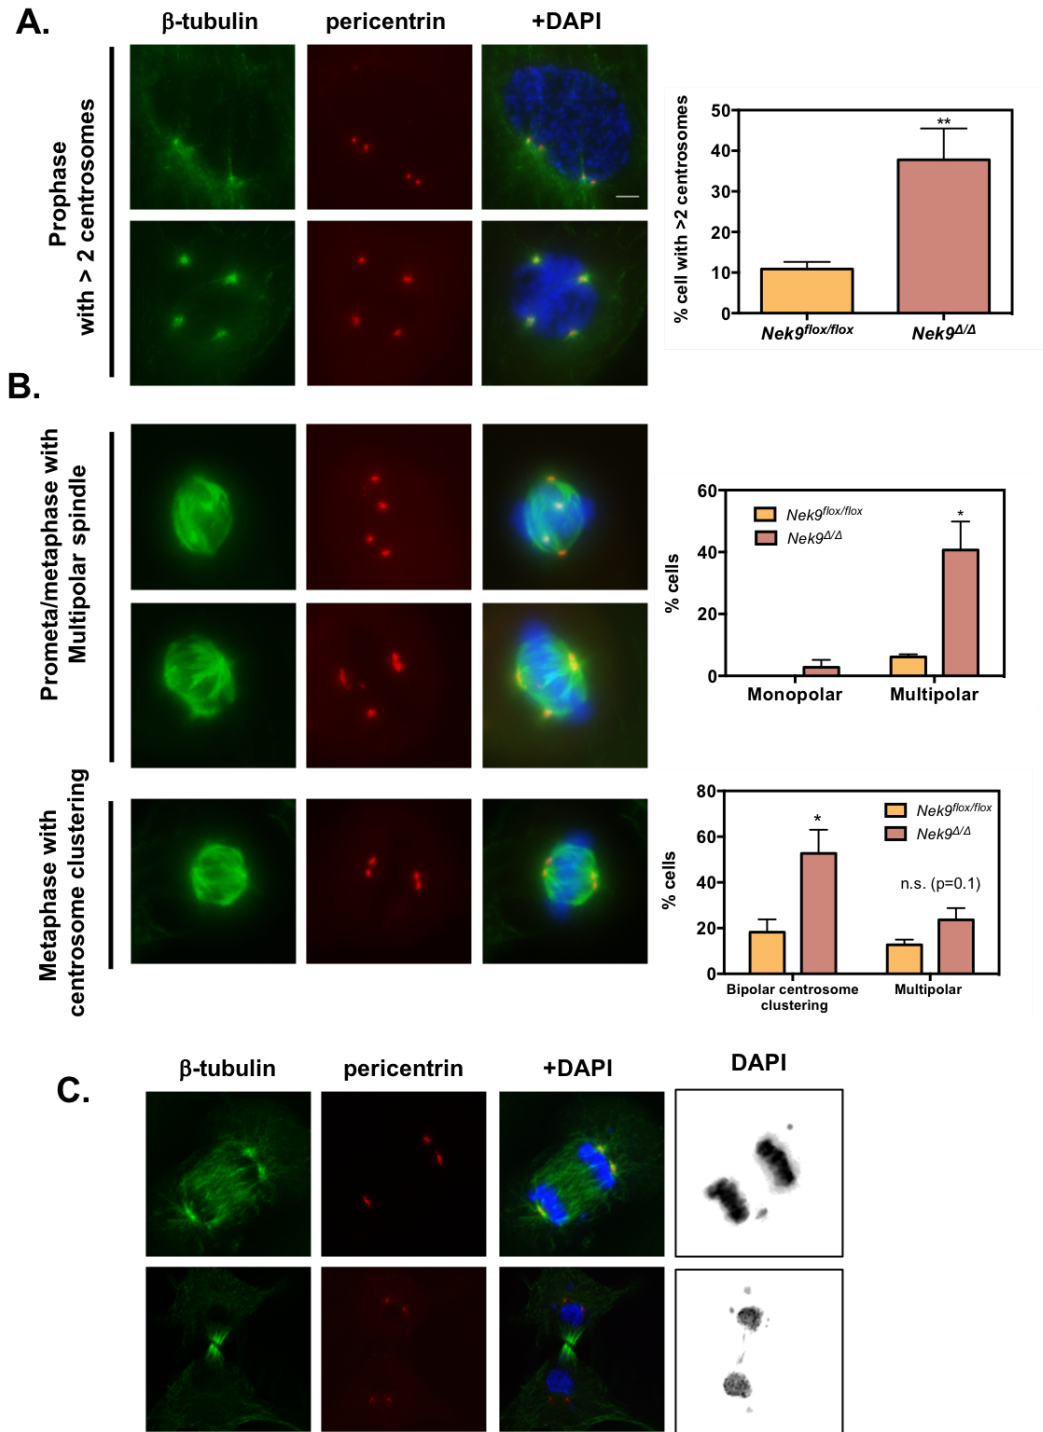 A.
β-tubulin
pericentrin
+DAPI
Prophase
with > 2 centrosomes
% cell with >2 centrosomes
50
40
30
20
10
0
**
Nek9flox/flox
Nek9Δ/Δ
B.
Prometa/metaphase with
Multipolar spindle
% cells
60
40
20
0
Nek9flox/flox
Nek9Δ/Δ
*
Monopolar
Multipolar
Metaphase with
centrosome clustering
% cells
80
60
40
20
0
Nek9flox/flox
Nek9Δ/Δ
*
n.s. (p=0.1)
Bipolar centrosome
clustering
Multipolar
C.
β-tubulin
pericentrin
+DAPI
DAPI